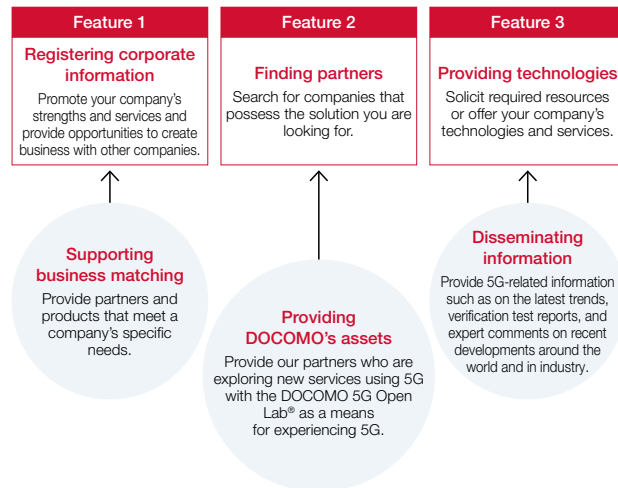 Feature 1
Registering corporate
information
Promote your company's
strengths and services and
provide opportunities to create
business with other companies.
Feature 2
Finding partners
Search for companies that
possess the solution you are
looking for.
Feature 3
Providing technologies
Solicit required resources
or offer your company's
technologies and services.
Supporting
business matching
Provide partners and
products that meet a
company's specific
needs.
Providing
DOCOMO's assets
Provide our partners who are
exploring new services using 5G
with the DOCOMO 5G Open
Lab® as a means
for experiencing 5G.
Disseminating
information
Provide 5G-related information
such as on the latest trends,
verification test reports, and
expert comments on recent
developments around the
world and in industry.